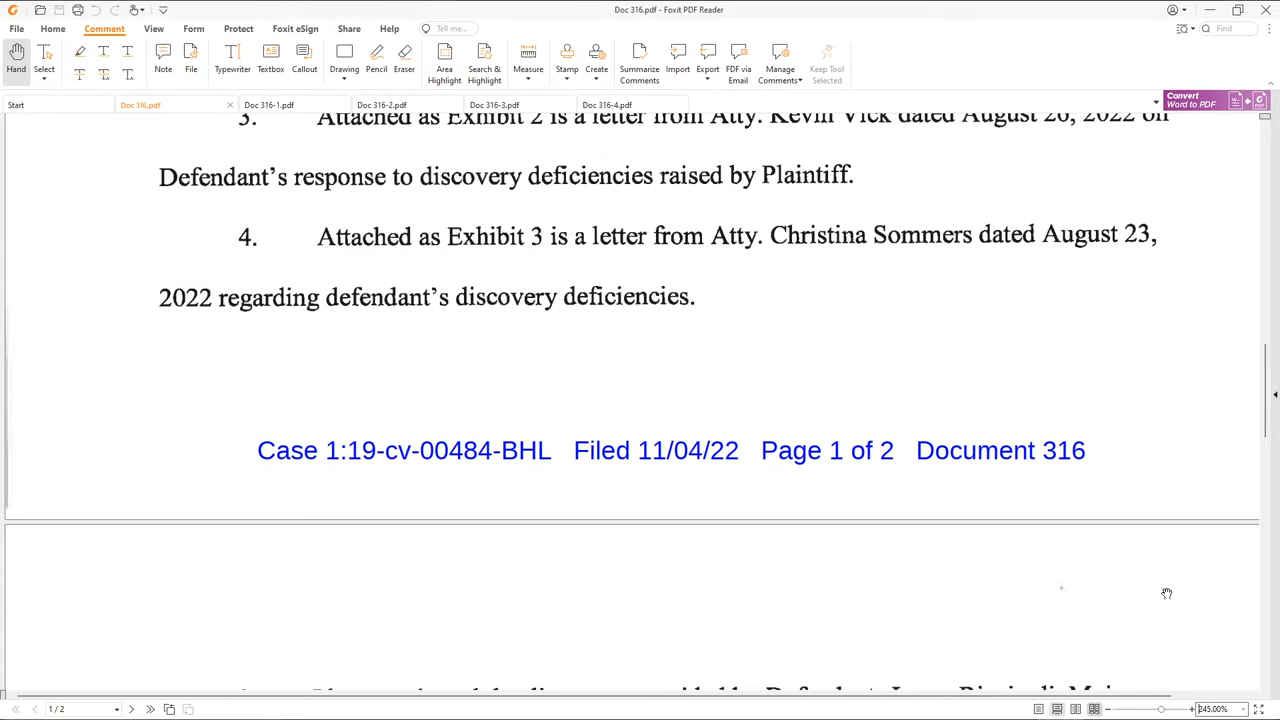 Doc 316.pdf - Foxit PDF Reader
File Home Comment View Form Protect Foxit eSign Share Help Tell me... Find
Hand Select Note File Typewriter Textbox Callout Drawing Pencil Eraser Area Highlight Search & Highlight Measure Stamp Create Summarize Comments Import Export FDF via Email Manage Comments Keep Tool Selected
Start Doc 316.pdf Doc 316-1.pdf Doc 316-2.pdf Doc 316-3.pdf Doc 316-4.pdf Convert Word to PDF
3. Attached as Exhibit 2 is a letter from Atty. Kevin Vick dated August 26, 2022 on
Defendant's response to discovery deficiencies raised by Plaintiff.
4. Attached as Exhibit 3 is a letter from Atty. Christina Sommers dated August 23,
2022 regarding defendant's discovery deficiencies.
Case 1:19-cv-00484-BHL Filed 11/04/22 Page 1 of 2 Document 316
1 / 2 245.00%